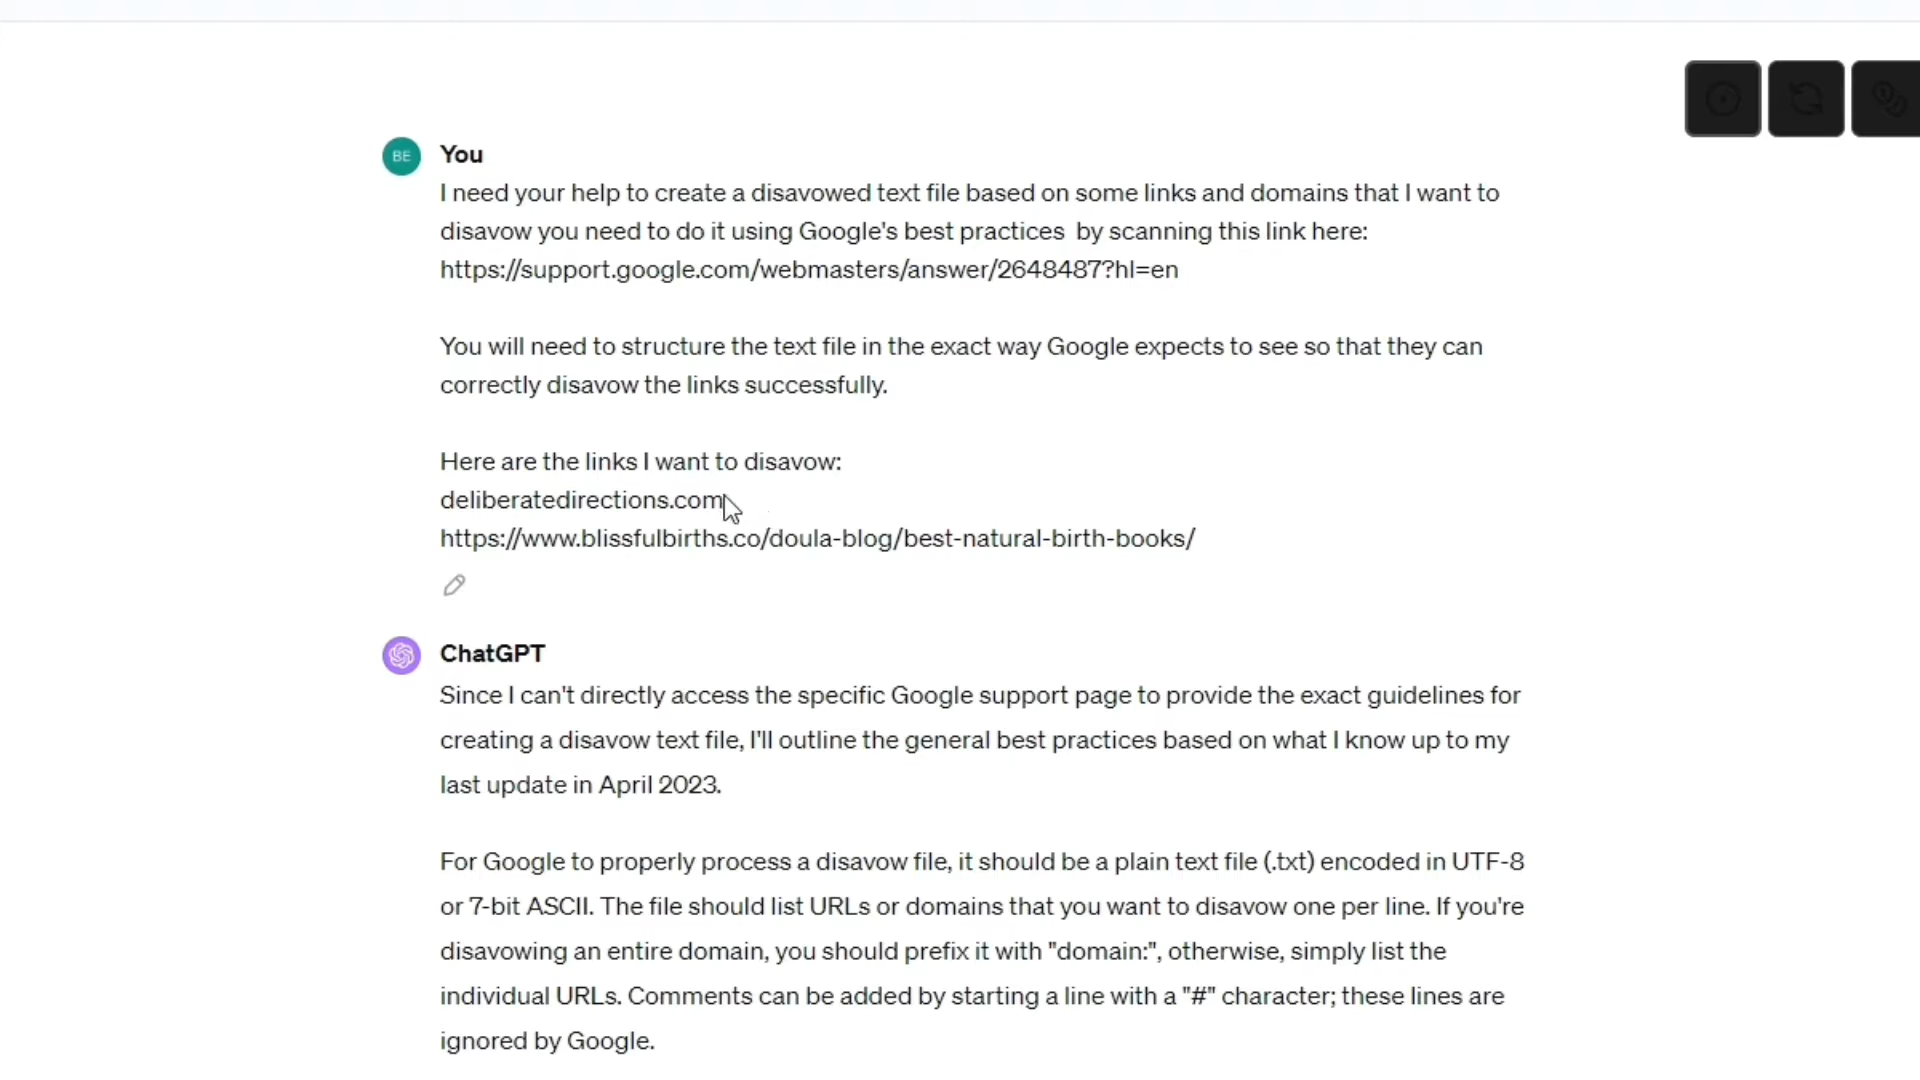 BE
You
I need your help to create a disavowed text file based on some links and domains that I want to
disavow you need to do it using Google's best practices  by scanning this link here:
https://support.google.com/webmasters/answer/2648487?hl=en
You will need to structure the text file in the exact way Google expects to see so that they can
correctly disavow the links successfully.
Here are the links I want to disavow:
deliberatedirections.com
https://www.blissfulbirths.co/doula-blog/best-natural-birth-books/
ChatGPT
Since I can't directly access the specific Google support page to provide the exact guidelines for
creating a disavow text file, I'll outline the general best practices based on what I know up to my
last update in April 2023.
For Google to properly process a disavow file, it should be a plain text file (.txt) encoded in UTF-8
or 7-bit ASCII. The file should list URLs or domains that you want to disavow one per line. If you're
disavowing an entire domain, you should prefix it with "domain:", otherwise, simply list the
individual URLs. Comments can be added by starting a line with a "#" character; these lines are
ignored by Google.